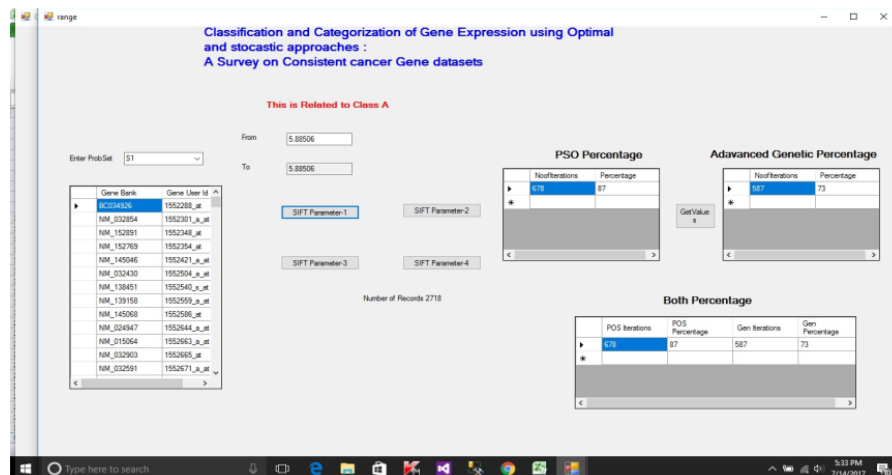 range
Classification and Categorization of Gene Expression using Optimal
and stocastic approaches :
A Survey on Consistent cancer Gene datasets
This is Related to Class A
Enter ProbSet S1
From 5.88506
To 5.88506
Gene Bank Gene User Id
BC034926 1552288_at
NM_032854 1552301_a_at
NM_152891 1552348_at
NM_152769 1552354_at
NM_145046 1552421_a_at
NM_032430 1552504_a_at
NM_138451 1552540_s_at
NM_139158 1552559_a_at
NM_145068 1552586_at
NM_024947 1552644_a_at
NM_015064 1552663_a_at
NM_032903 1552665_at
NM_032591 1552671_a_at
SIFT Parameter-1
SIFT Parameter-2
SIFT Parameter-3
SIFT Parameter-4
Number of Records 2718
PSO Percentage
NoofIterations Percentage
678 87
GetValue
s
Adavanced Genetic Percentage
NoofIterations Percentage
587 73
Both Percentage
POS Iterations POS Percentage Gen Iterations Gen Percentage
678 87 587 73
Type here to search
5:33 PM
7/14/2017